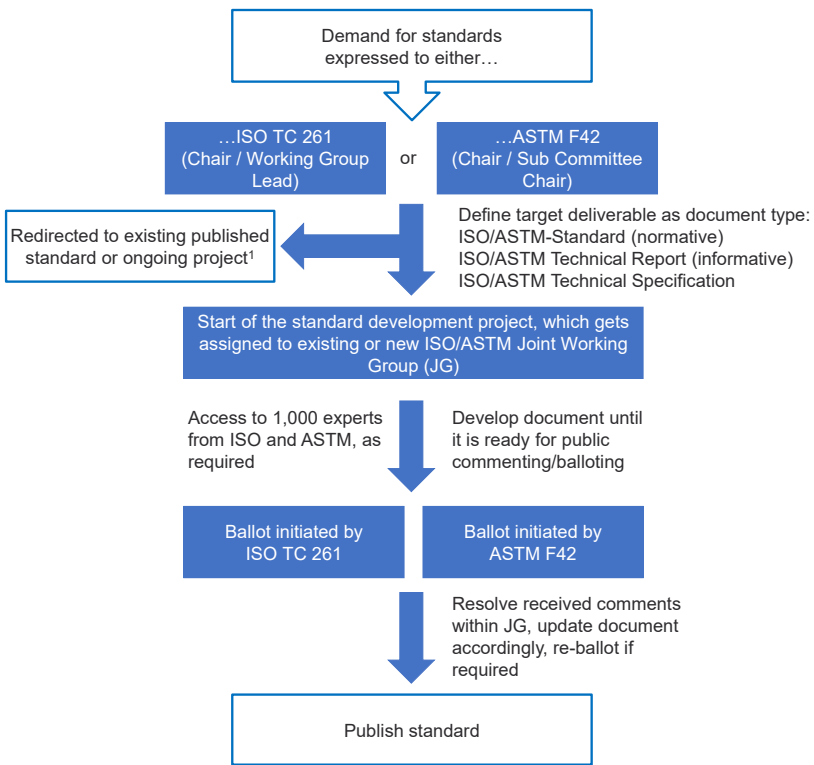 Demand for standards
expressed to either…
…ISO TC 261
(Chair / Working Group
Lead)
or
…ASTM F42
(Chair / Sub Committee
Chair)
Redirected to existing published
standard or ongoing project¹
Define target deliverable as document type:
ISO/ASTM-Standard (normative)
ISO/ASTM Technical Report (informative)
ISO/ASTM Technical Specification
Start of the standard development project, which gets
assigned to existing or new ISO/ASTM Joint Working
Group (JG)
Access to 1,000 experts
from ISO and ASTM, as
required
Develop document until
it is ready for public
commenting/balloting
Ballot initiated by
ISO TC 261
Ballot initiated by
ASTM F42
Resolve received comments
within JG, update document
accordingly, re-ballot if
required
Publish standard